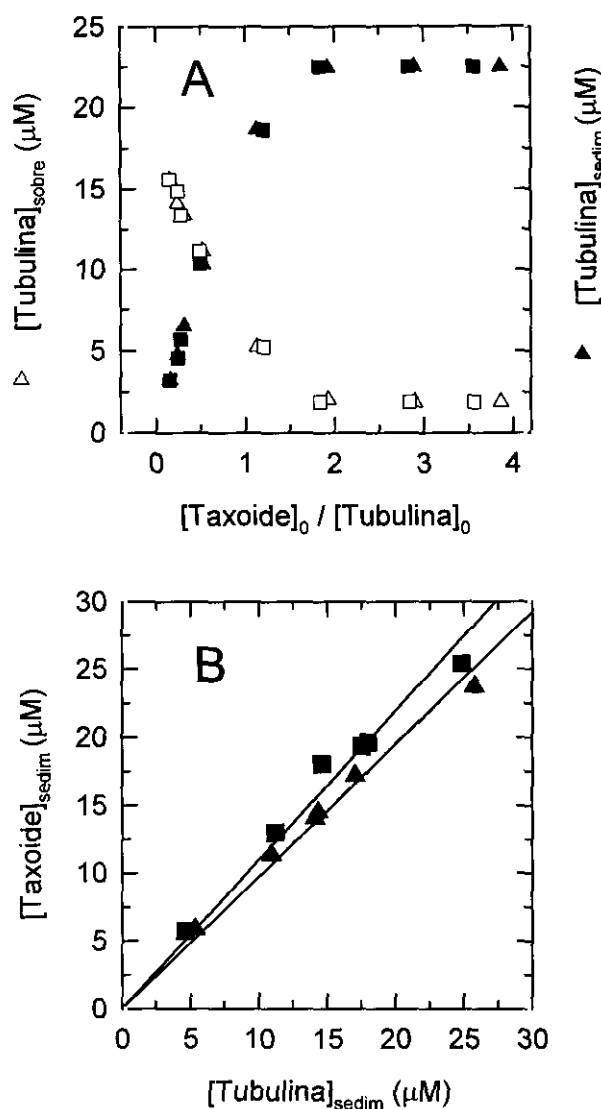 A
25
20
15
10
5
0
0 1 2 3 4
△ [Tubulina]sobre (μM)
▲ [Tubulina]sedim (μM)
[Taxoide]0 / [Tubulina]0
B
30
25
20
15
10
5
0
0 5 10 15 20 25 30
[Taxoide]sedim (μM)
[Tubulina]sedim (μM)